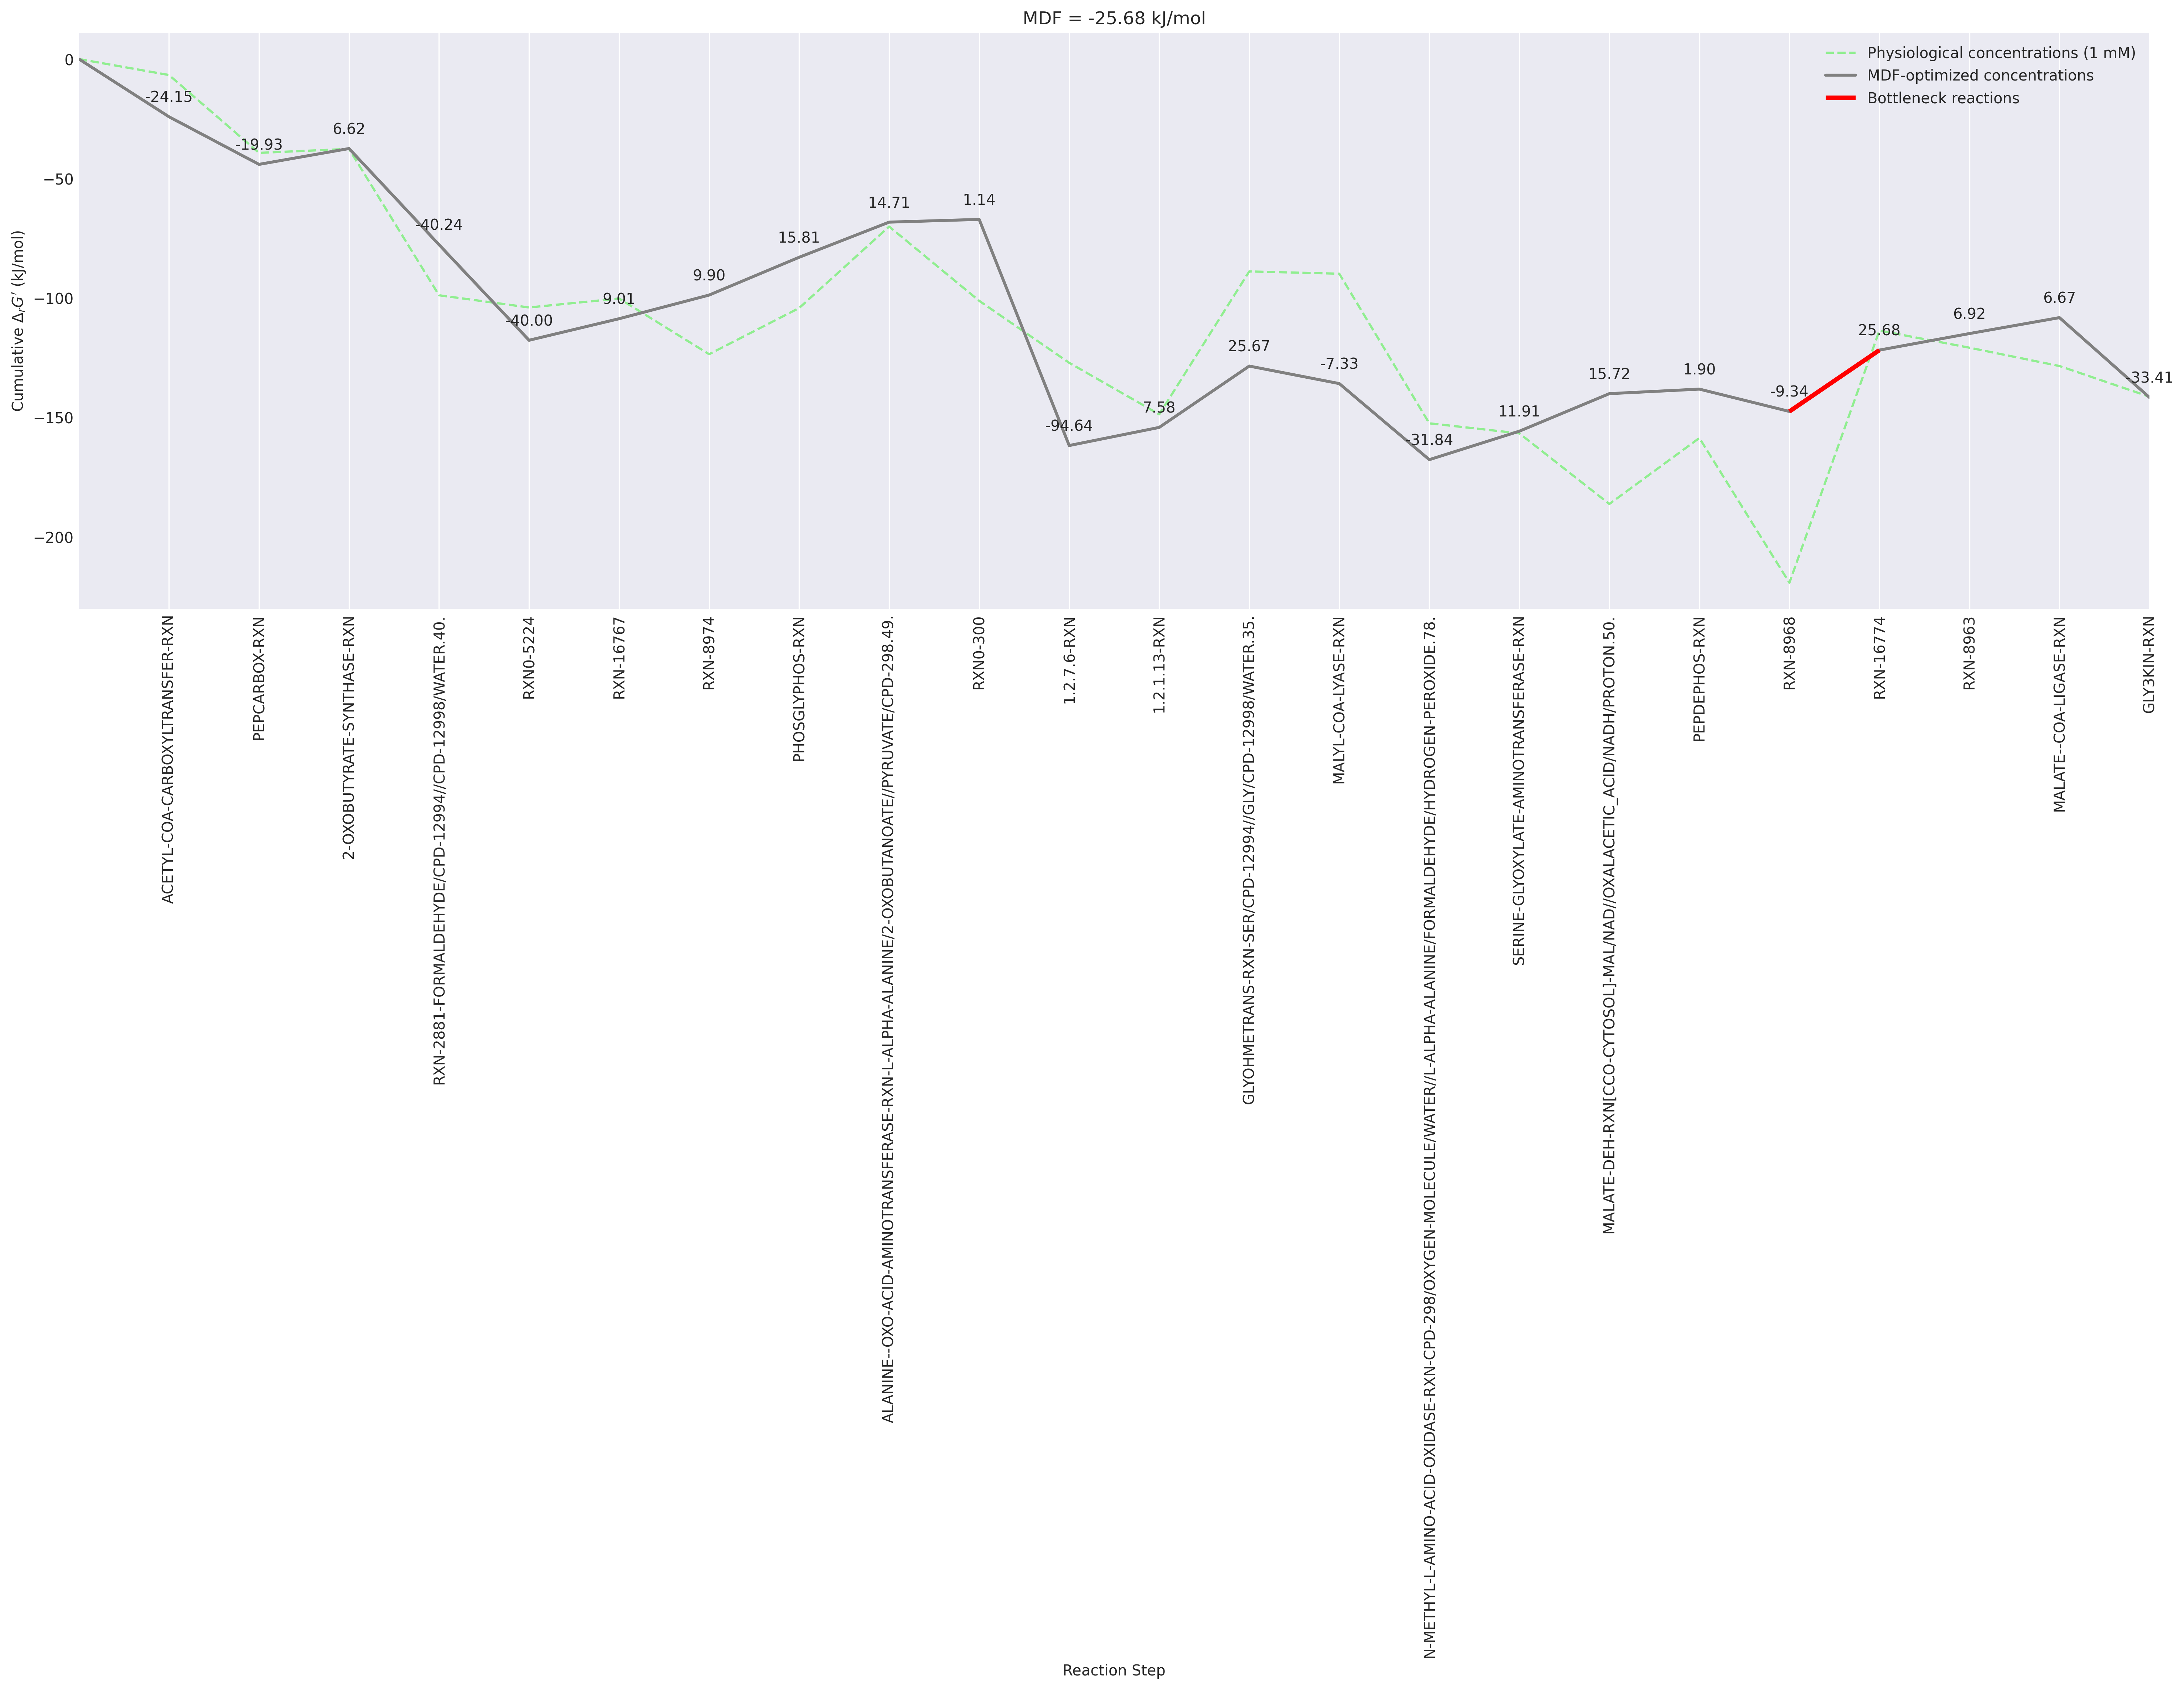 MDF = -25.68 kJ/mol
Physiological concentrations (1 mM)
MDF-optimized concentrations
Bottleneck reactions
Cumulative ΔrG′ (kJ/mol)
0
−50
−100
−150
−200
-24.15
-19.93
6.62
-40.24
-40.00
9.01
9.90
15.81
14.71
1.14
-94.64
7.58
25.67
-7.33
-31.84
11.91
15.72
1.90
-9.34
25.68
6.92
6.67
-33.41
ACETYL-COA-CARBOXYLTRANSFER-RXN
PEPCARBOX-RXN
2-OXOBUTYRATE-SYNTHASE-RXN
RXN-2881-FORMALDEHYDE/CPD-12994//CPD-12998/WATER.40.
RXN0-5224
RXN-16767
RXN-8974
PHOSGLYPHOS-RXN
ALANINE--OXO-ACID-AMINOTRANSFERASE-RXN-L-ALPHA-ALANINE/2-OXOBUTANOATE//PYRUVATE/CPD-298.49.
RXN0-300
1.2.7.6-RXN
1.2.1.13-RXN
GLYOHMETRANS-RXN-SER/CPD-12994//GLY/CPD-12998/WATER.35.
MALYL-COA-LYASE-RXN
N-METHYL-L-AMINO-ACID-OXIDASE-RXN-CPD-298/OXYGEN-MOLECULE/WATER//L-ALPHA-ALANINE/FORMALDEHYDE/HYDROGEN-PEROXIDE.78.
SERINE-GLYOXYLATE-AMINOTRANSFERASE-RXN
MALATE-DEH-RXN[CCO-CYTOSOL]-MAL/NAD//OXALACETIC_ACID/NADH/PROTON.50.
PEPDEPHOS-RXN
RXN-8968
RXN-16774
RXN-8963
MALATE--COA-LIGASE-RXN
GLY3KIN-RXN
Reaction Step